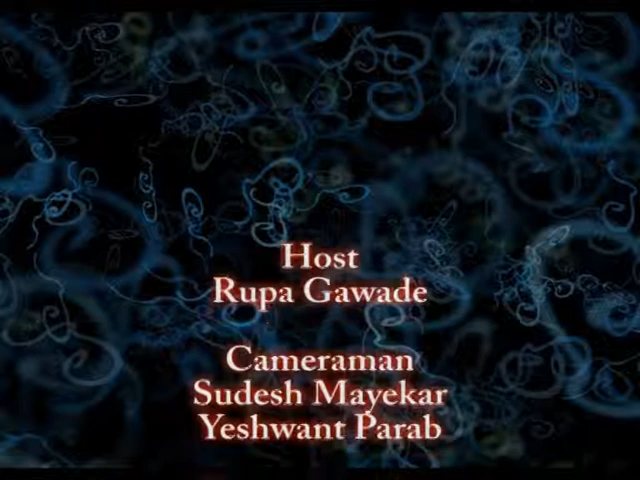 Host
Rupa Gawade
Cameraman
Sudesh Mayekar
Yeshwant Parab